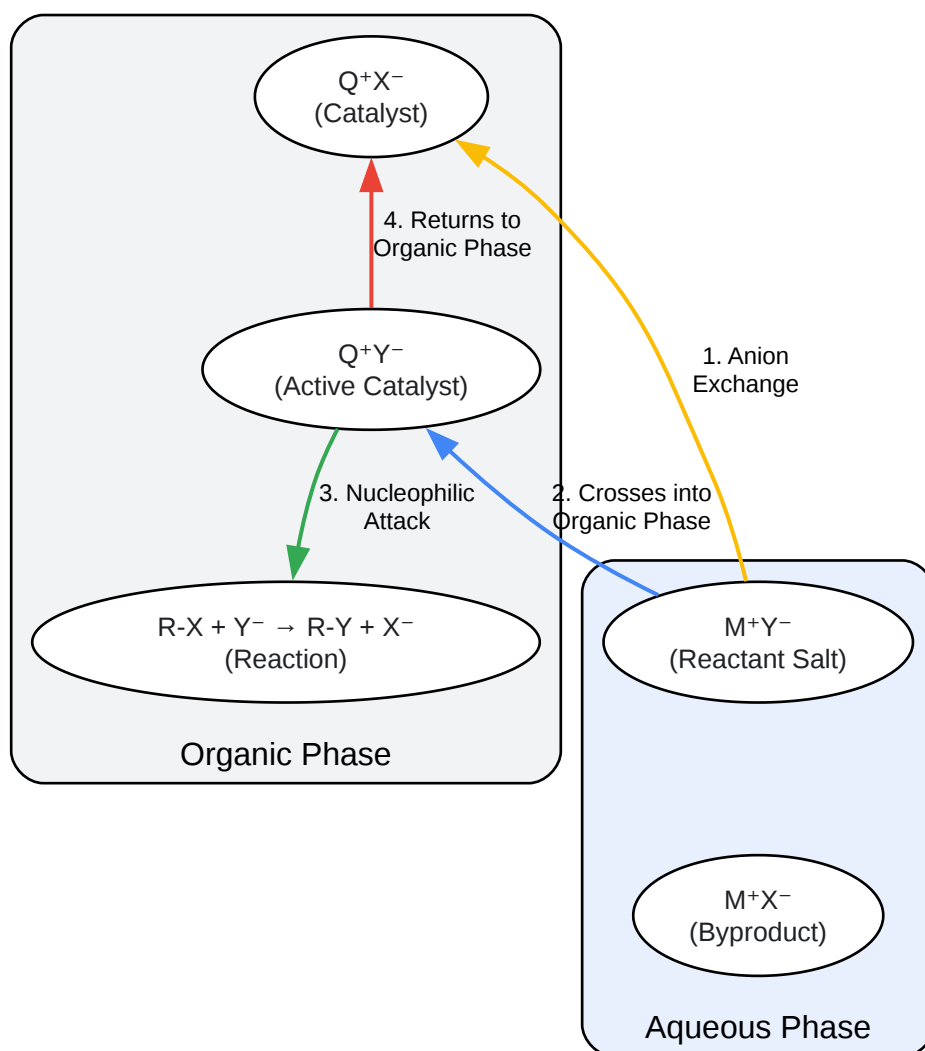 Q⁺X⁻
(Catalyst)
4. Returns to
Organic Phase
Q⁺Y⁻
(Active Catalyst)
1. Anion
Exchange
3. Nucleophilic
Attack
2. Crosses into
Organic Phase
R-X + Y⁻ → R-Y + X⁻
(Reaction)
M⁺Y⁻
(Reactant Salt)
Organic Phase
M⁺X⁻
(Byproduct)
Aqueous Phase